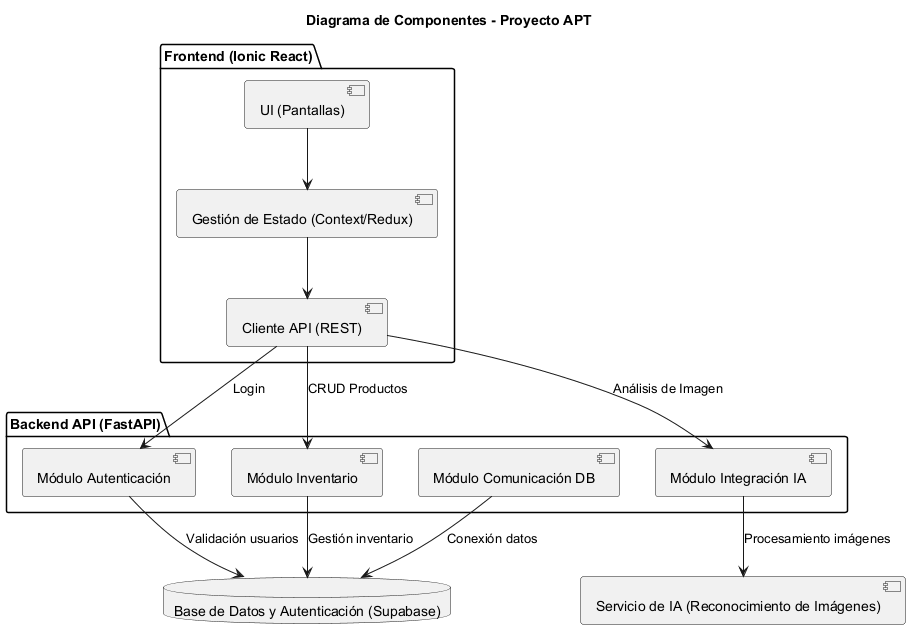 Diagrama de Componentes - Proyecto APT
Frontend (Ionic React)
UI (Pantallas)
Gestión de Estado (Context/Redux)
Cliente API (REST)
Login
CRUD Productos
Análisis de Imagen
Backend API (FastAPI)
Módulo Autenticación
Módulo Inventario
Módulo Comunicación DB
Módulo Integración IA
Validación usuarios
Gestión inventario
Conexión datos
Procesamiento imágenes
Base de Datos y Autenticación (Supabase)
Servicio de IA (Reconocimiento de Imágenes)